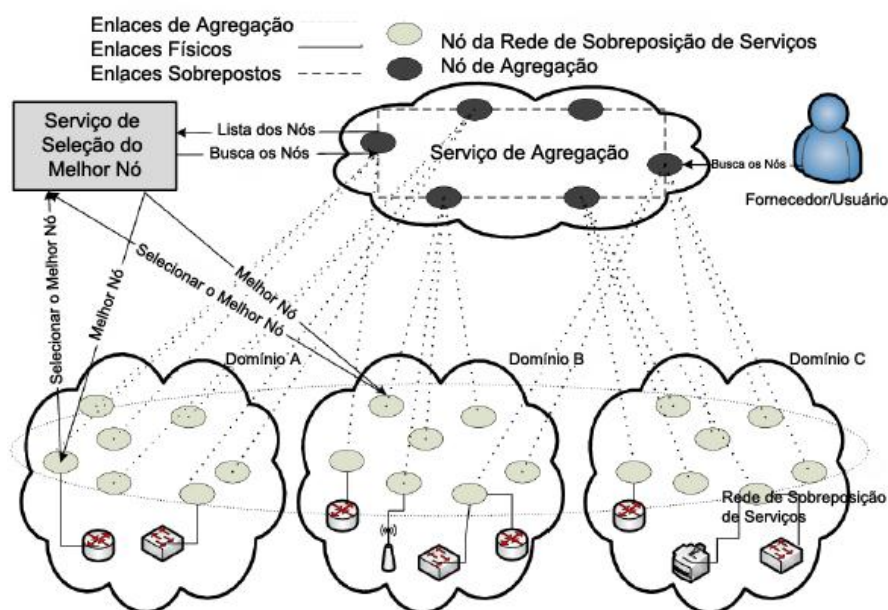 Enlaces de Agregação
Enlaces Físicos
Enlaces Sobrepostos
Nó da Rede de Sobreposição de Serviços
Nó de Agregação
Serviço de
Seleção do
Melhor Nó
Lista dos Nós
Busca os Nós
Serviço de Agregação
Busca os Nós
Fornecedor/Usuário
Selecionar o Melhor Nó
Melhor Nó
Selecionar o Melhor Nó
Melhor Nó
Domínio A
Domínio B
Domínio C
Rede de Sobreposição
de Serviços